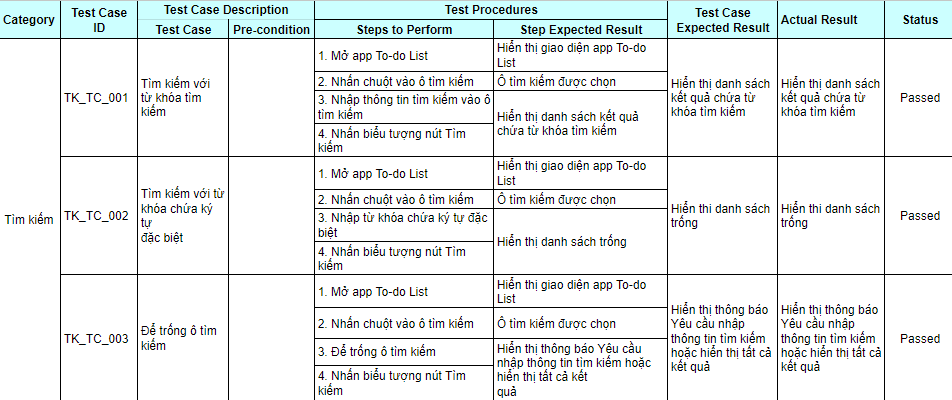 Category
Test Case
ID
Test Case Description
Test Case
Pre-condition
Test Procedures
Steps to Perform
Step Expected Result
Test Case
Expected Result
Actual Result
Status
Tìm kiếm
TK_TC_001
Tìm kiếm với
từ khóa tìm
kiếm
1. Mở app To-do List
Hiển thị giao diện app To-do
List
2. Nhấn chuột vào ô tìm kiếm
Ô tìm kiếm được chọn
3. Nhập thông tin tìm kiếm vào ô
tìm kiếm
4. Nhấn biểu tượng nút Tìm
kiếm
Hiển thị danh sách kết quả
chứa từ khóa tìm kiếm
Hiển thị danh sách
kết quả chứa từ
khóa tìm kiếm
Hiển thị danh sách
kết quả chứa từ
khóa tìm kiếm
Passed
TK_TC_002
Tìm kiếm với từ
khóa chứa ký
tự
đặc biệt
1. Mở app To-do List
Hiển thị giao diện app To-do
List
2. Nhấn chuột vào ô tìm kiếm
Ô tìm kiếm được chọn
3. Nhập từ khóa chứa ký tự đặc
biệt
4. Nhấn biểu tượng nút Tìm
kiếm
Hiển thị danh sách trống
Hiển thi danh sách
trống
Hiển thi danh sách
trống
Passed
TK_TC_003
Để trống ô tìm
kiếm
1. Mở app To-do List
Hiển thị giao diện app To-do
List
2. Nhấn chuột vào ô tìm kiếm
Ô tìm kiếm được chọn
3. Để trống ô tìm kiếm
4. Nhấn biểu tượng nút Tìm
kiếm
Hiển thị thông báo Yêu cầu
nhập thông tin tìm kiếm hoặc
hiển thị tất cả kết
quả
Hiển thị thông báo
Yêu cầu nhập
thông tin tìm kiếm
hoặc hiển thị tất cả
kết quả
Hiển thị thông báo
Yêu cầu nhập
thông tin tìm kiếm
hoặc hiển thị tất cả
kết quả
Passed